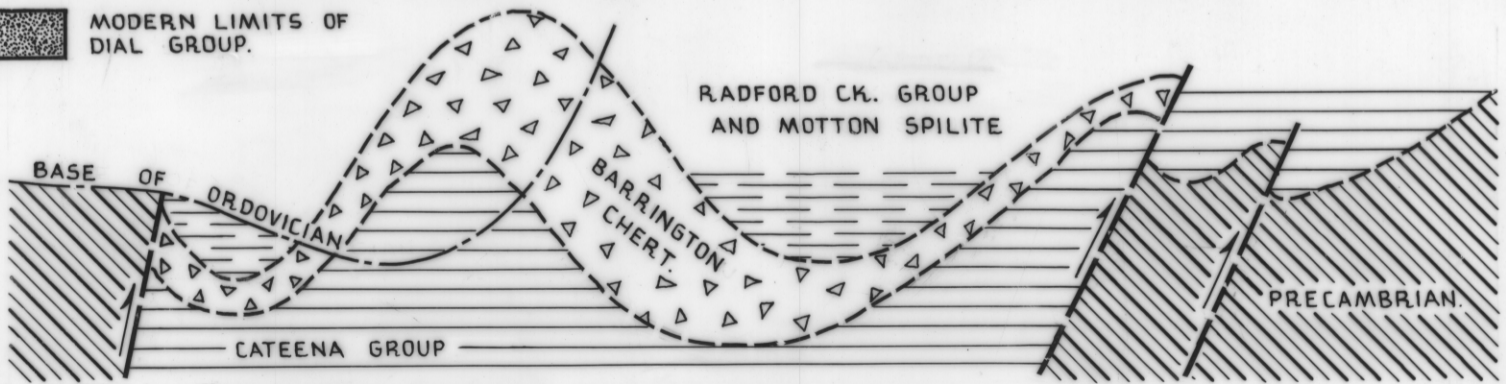 MODERN LIMITS OF
DIAL GROUP.
RADFORD CK. GROUP
AND MOTTON SPILITE
BASE OF ORDOVICIAN
BARRINGTON
CHERT.
PRECAMBRIAN.
CATEENA GROUP